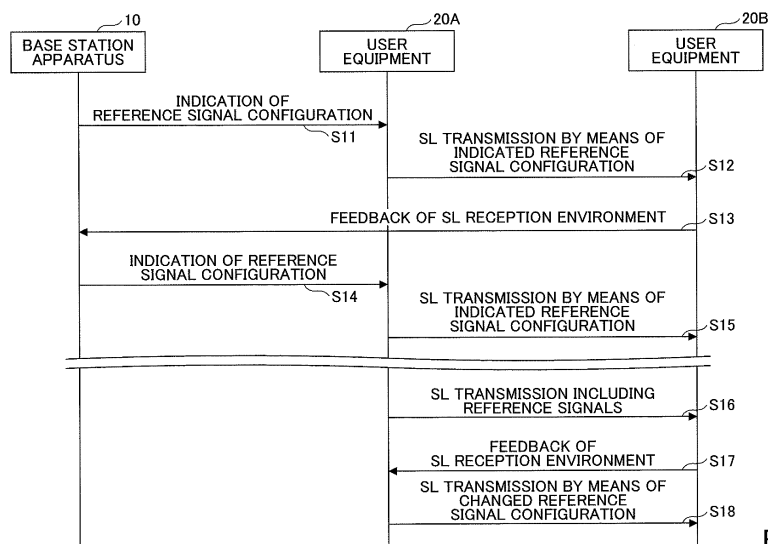 10
20A
20B
BASE STATION
APPARATUS
USER
EQUIPMENT
USER
EQUIPMENT
INDICATION OF
REFERENCE SIGNAL CONFIGURATION
S11
SL TRANSMISSION BY MEANS OF
INDICATED REFERENCE
SIGNAL CONFIGURATION
S12
FEEDBACK OF SL RECEPTION ENVIRONMENT
S13
INDICATION OF REFERENCE
SIGNAL CONFIGURATION
S14
SL TRANSMISSION BY MEANS OF
INDICATED REFERENCE
SIGNAL CONFIGURATION
S15
SL TRANSMISSION INCLUDING
REFERENCE SIGNALS
S16
FEEDBACK OF
SL RECEPTION ENVIRONMENT
S17
SL TRANSMISSION BY MEANS OF
CHANGED REFERENCE
SIGNAL CONFIGURATION
S18